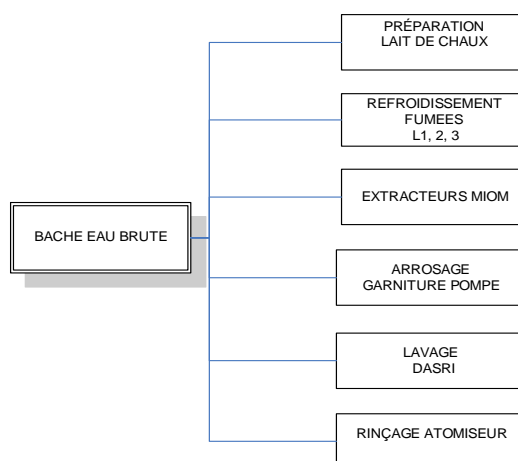 PRÉPARATION
LAIT DE CHAUX
REFROIDISSEMENT
FUMEES
L1, 2, 3
EXTRACTEURS MIOM
BACHE EAU BRUTE
ARROSAGE
GARNITURE POMPE
LAVAGE
DASRI
RINÇAGE ATOMISEUR